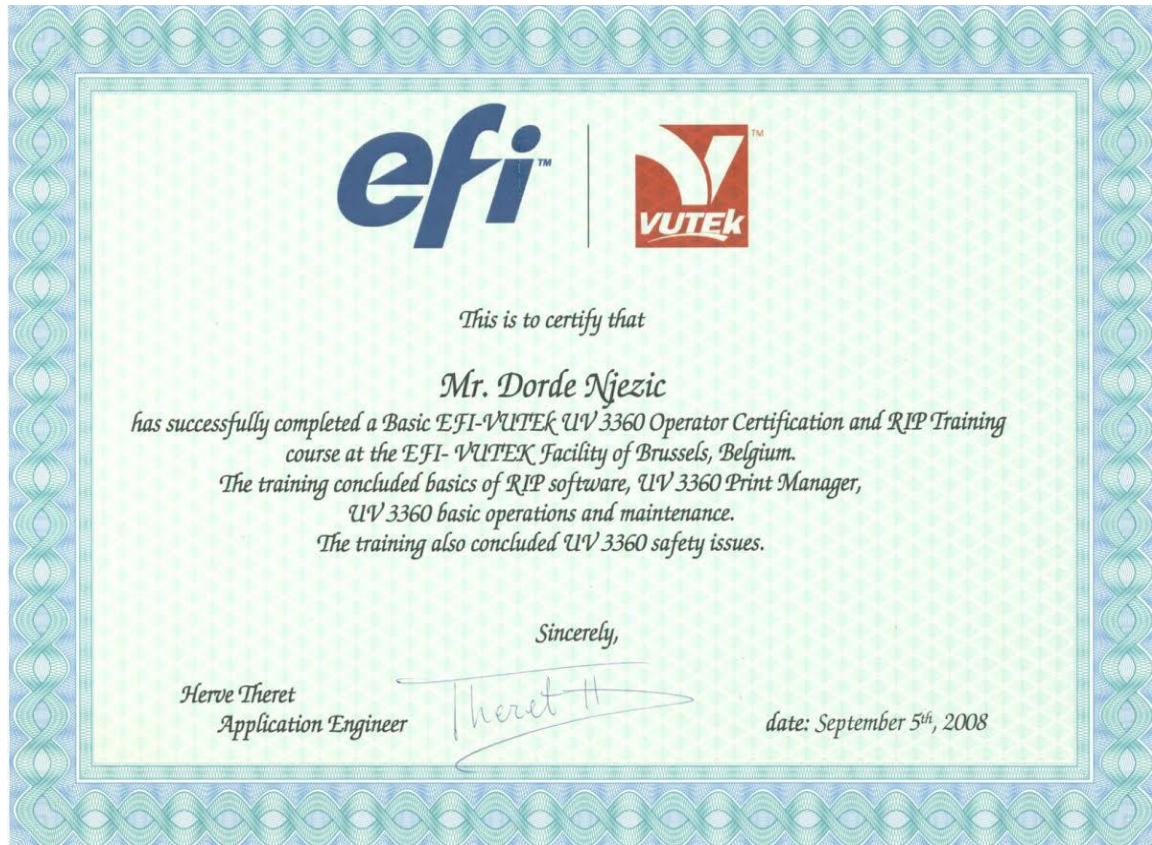 efi™
VUTEk™
This is to certify that
Mr. Dorde Njezic
has successfully completed a Basic EFI-VUTEk UV 3360 Operator Certification and RIP Training
course at the EFI- VUTEK Facility of Brussels, Belgium.
The training concluded basics of RIP software, UV 3360 Print Manager,
UV 3360 basic operations and maintenance.
The training also concluded UV 3360 safety issues.
Sincerely,
Herve Theret
Theret H
Application Engineer
date: September 5th, 2008